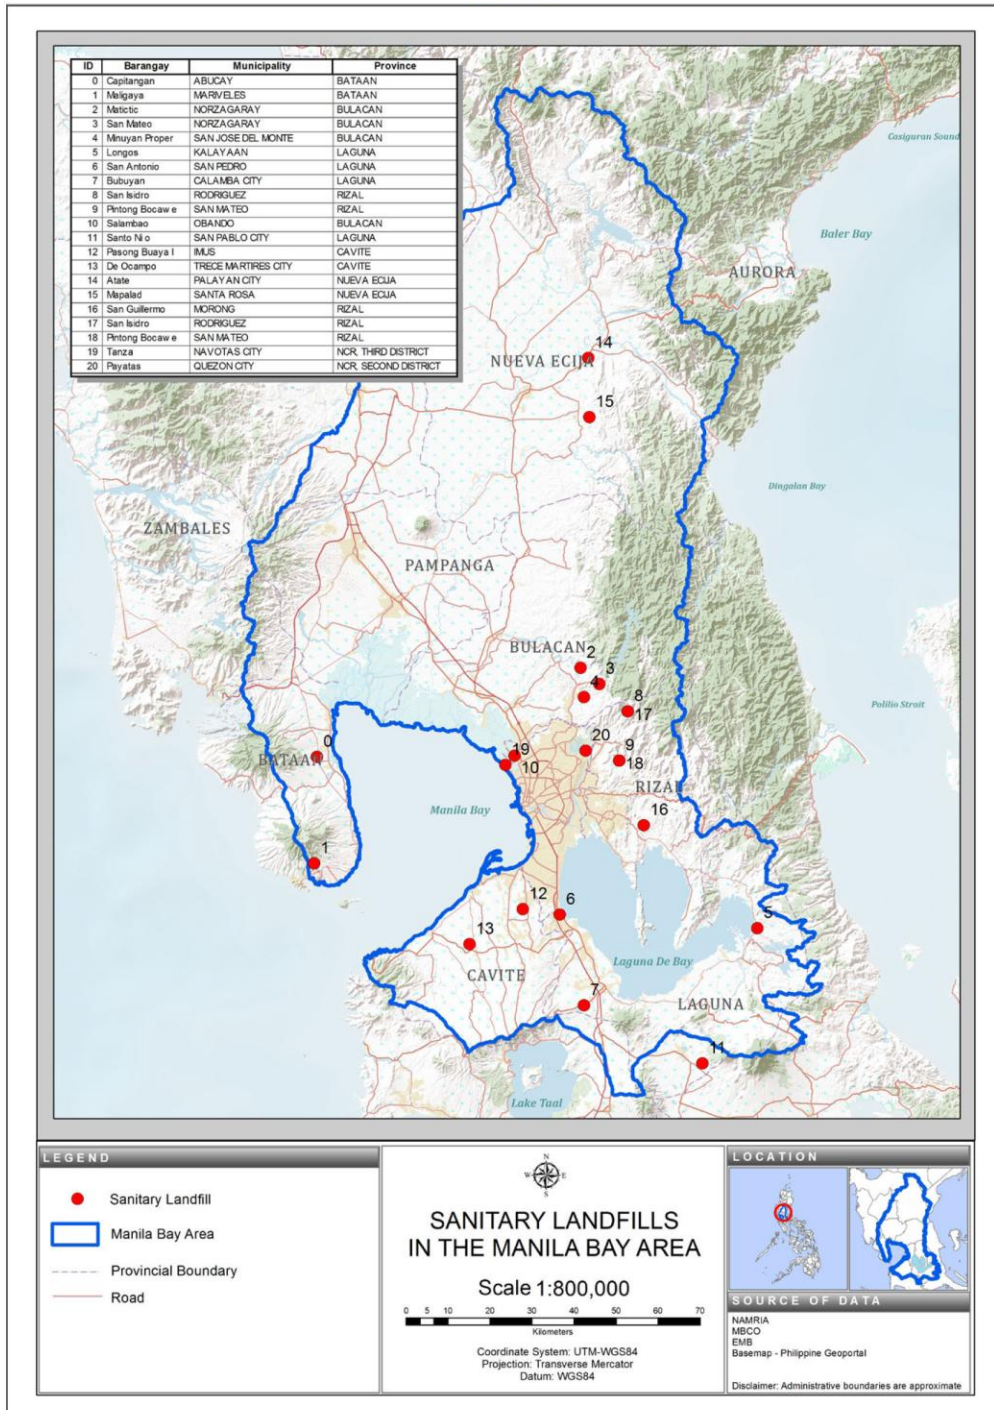 ID Barangay Municipality Province
0 Capitangan ABUCAY BATAAN
1 Maligaya MARIVELES BATAAN
2 Matictic NORZAGARAY BULACAN
3 San Mateo NORZAGARAY BULACAN
4 Minuyan Proper SAN JOSE DEL MONTE BULACAN
5 Longos KALAYAAN LAGUNA
6 San Antonio SAN PEDRO LAGUNA
7 Bubuyan CALAMBA CITY LAGUNA
8 San Isidro RODRIGUEZ RIZAL
9 Pintong Bocaw e SAN MATEO RIZAL
10 Salambao OBANDO BULACAN
11 Santo Ni o SAN PABLO CITY LAGUNA
12 Pasong Buaya I IMUS CAVITE
13 De Ocampo TRECE MARTIRES CITY CAVITE
14 Atate PALAYAN CITY NUEVA ECIJA
15 Mapalad SANTA ROSA NUEVA ECIJA
16 San Guillermo MORONG RIZAL
17 San Isidro RODRIGUEZ RIZAL
18 Pintong Bocaw e SAN MATEO RIZAL
19 Tanza NAVOTAS CITY NCR, THIRD DISTRICT
20 Payatas QUEZON CITY NCR, SECOND DISTRICT
Casiguran Sound
Baler Bay
AURORA
14
NUEVA ECIJA
15
Dingalan Bay
ZAMBALES
PAMPANGA
BULACAN
2
3
4
8
17
Polilio Strait
20
19
9
0
BATAAN
10
18
RIZAL
Manila Bay
16
1
12
6
5
13
Laguna De Bay
CAVITE
7
LAGUNA
11
Lake Taal
LEGEND
Sanitary Landfill
Manila Bay Area
Provincial Boundary
Road
N
W E
S
SANITARY LANDFILLS
IN THE MANILA BAY AREA
Scale 1:800,000
0 5 10 20 30 40 50 60 70
Kilometers
Coordinate System: UTM-WGS84
Projection: Transverse Mercator
Datum: WGS84
LOCATION
SOURCE OF DATA
NAMRIA
MBCO
EMB
Basemap - Philippine Geoportal
Disclaimer: Administrative boundaries are approximate